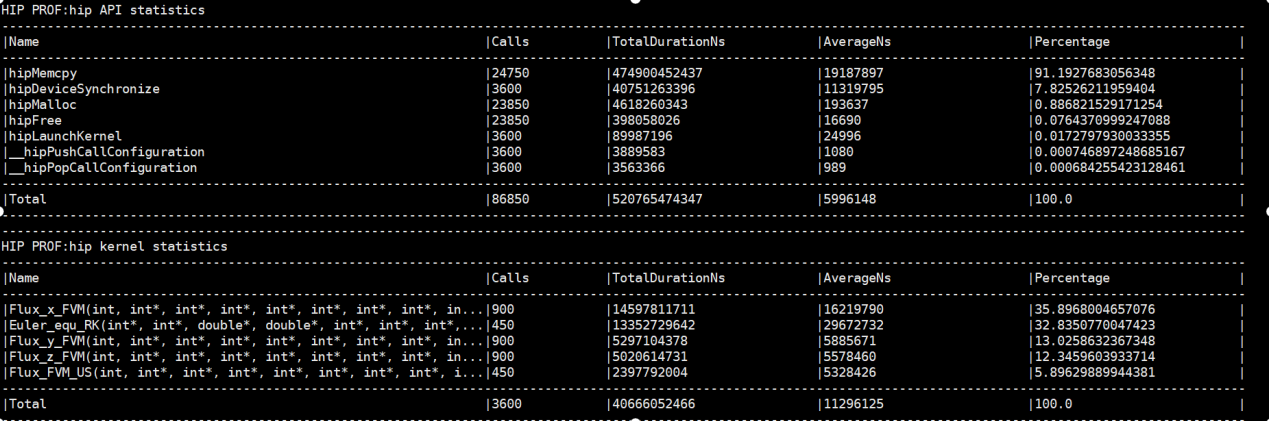 HIP PROF:hip API statistics
|Name |Calls |TotalDurationNs |AverageNs |Percentage |
|hipMemcpy |24750 |474900452437 |19187897 |91.1927683056348 |
|hipDeviceSynchronize |3600 |40751263396 |11319795 |7.82526211959404 |
|hipMalloc |23850 |4618260343 |193637 |0.886821529171254 |
|hipFree |23850 |398058026 |16690 |0.0764370999247088 |
|hipLaunchKernel |3600 |89987196 |24996 |0.0172797930033355 |
|__hipPushCallConfiguration |3600 |3889583 |1080 |0.000746897248685167 |
|__hipPopCallConfiguration |3600 |3563366 |989 |0.000684255423128461 |
|Total |86850 |520765474347 |5996148 |100.0 |
HIP PROF:hip kernel statistics
|Name |Calls |TotalDurationNs |AverageNs |Percentage |
|Flux_x_FVM(int, int*, int*, int*, int*, int*, int*, int*, in...|900 |14597811711 |16219790 |35.8968004657076 |
|Euler_equ_RK(int*, int*, double*, double*, int*, int*, int*,...|450 |13352729642 |29672732 |32.8350770047423 |
|Flux_y_FVM(int, int*, int*, int*, int*, int*, int*, int*, in...|900 |5297104378 |5885671 |13.0258632367348 |
|Flux_z_FVM(int, int*, int*, int*, int*, int*, int*, int*, in...|900 |5020614731 |5578460 |12.3459603933714 |
|Flux_FVM_US(int, int*, int*, int*, int*, int*, int*, int*, i...|450 |2397792004 |5328426 |5.89629889944381 |
|Total |3600 |40666052466 |11296125 |100.0 |